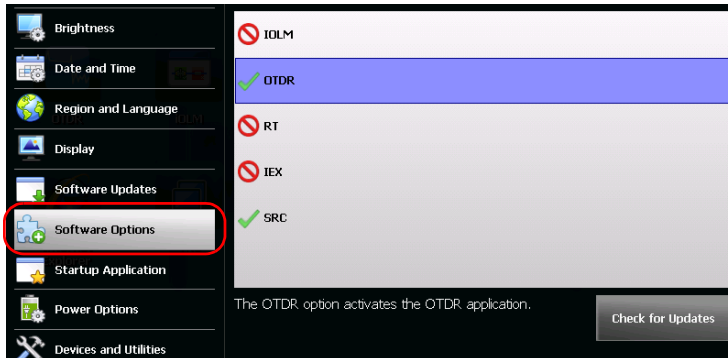 Brightness
Date and Time
Region and Language
Display
Software Updates
Software Options
Startup Application
Power Options
Devices and Utilities
IOLM
OTDR
RT
IEX
SRC
The OTDR option activates the OTDR application.
Check for Updates